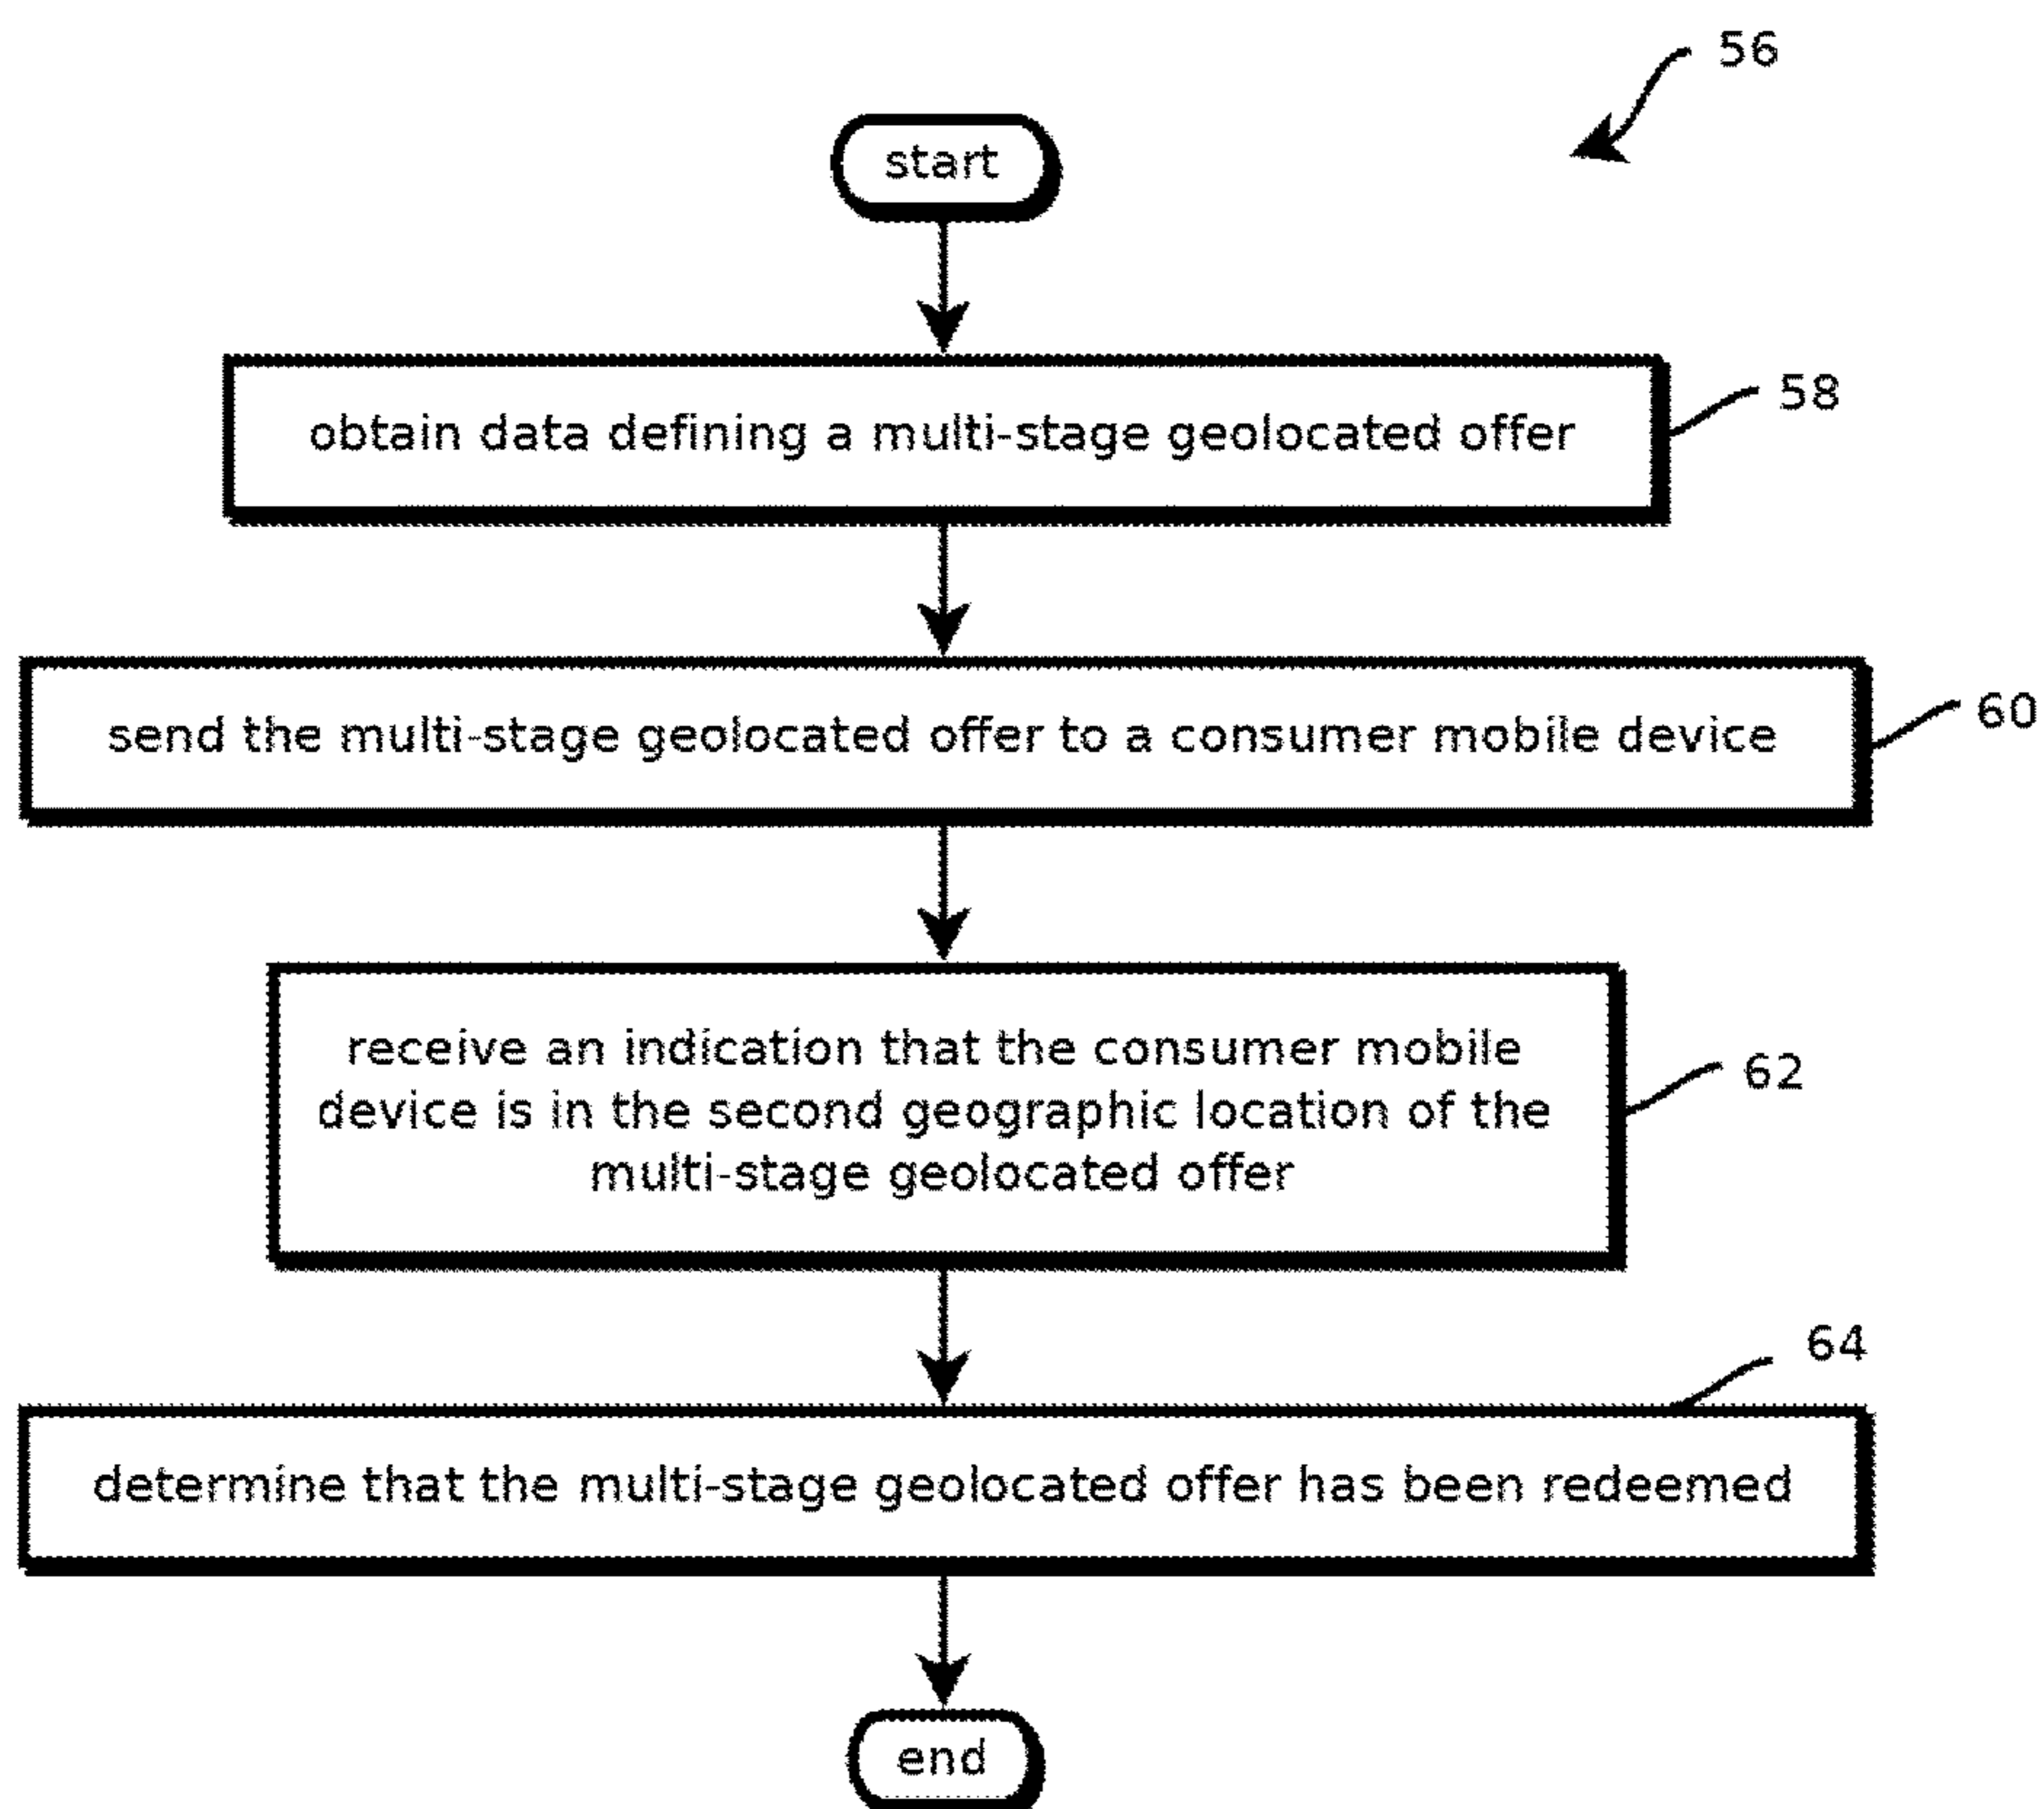 56
start
obtain data defining a multi-stage geolocated offer
58
send the multi-stage geolocated offer to a consumer mobile device
60
receive an indication that the consumer mobile
device is in the second geographic location of the
multi-stage geolocated offer
62
64
determine that the multi-stage geolocated offer has been redeemed
end